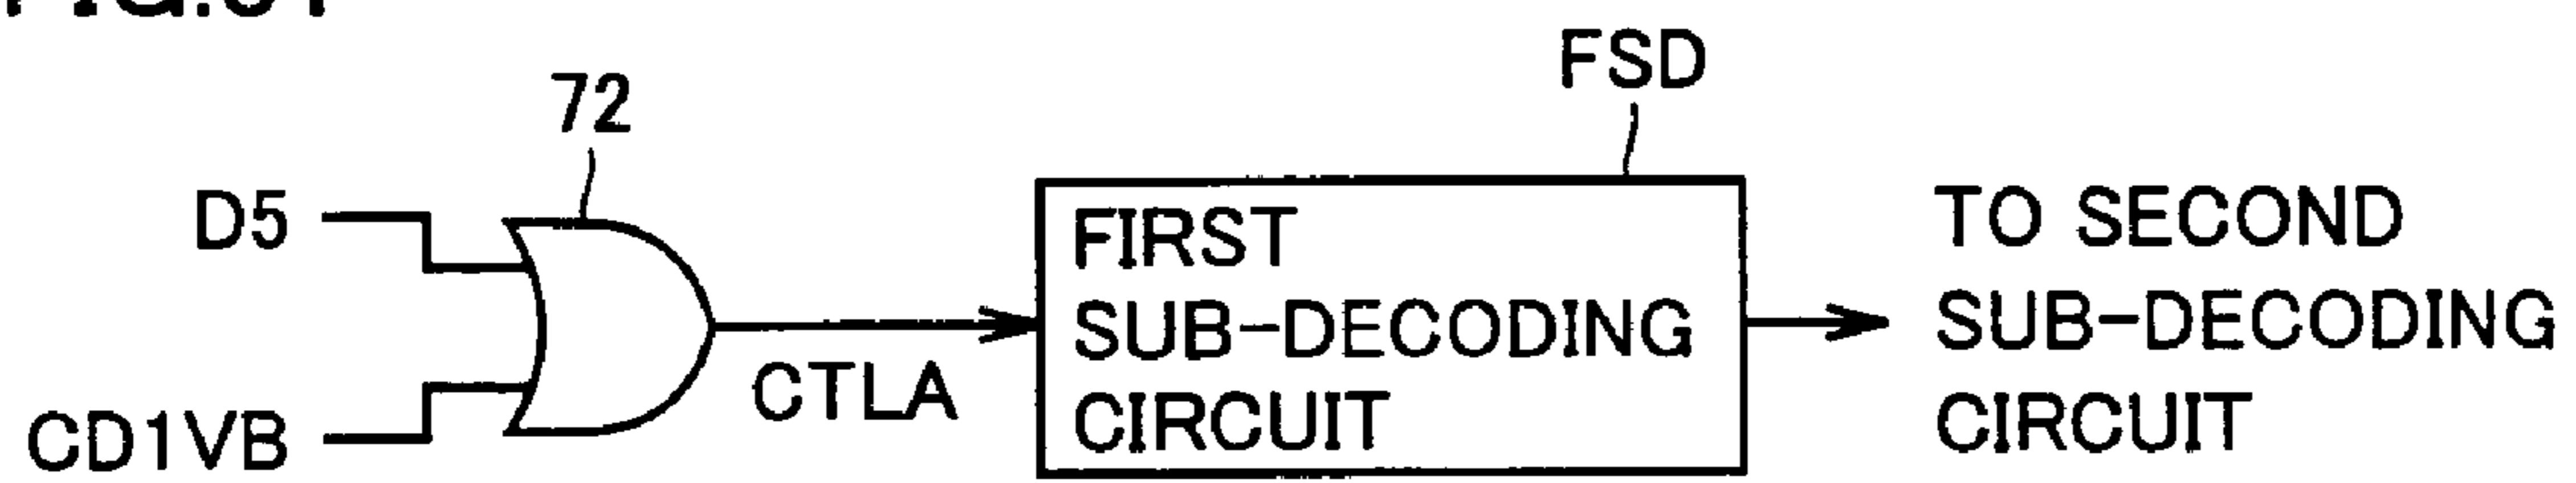 FSD
72
D5
CD1VB
CTLA
FIRST
SUB-DECODING
CIRCUIT
TO SECOND
SUB-DECODING
CIRCUIT